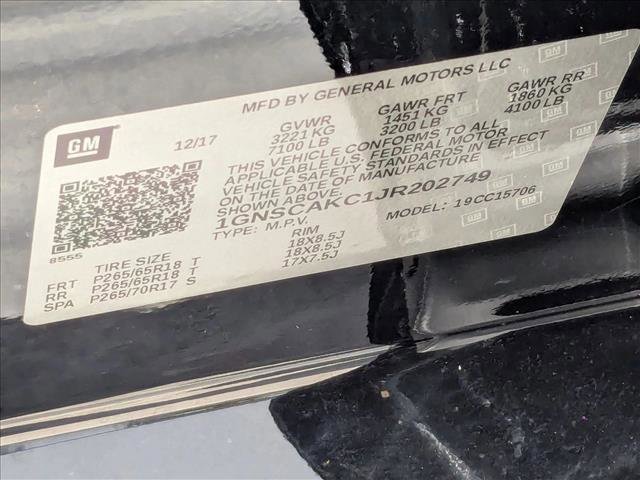 MFD BY GENERAL MOTORS LLC
GM
12/17
GVWR GAWR FRT GAWR RR
3221 KG 1451 KG 1860 KG
7100 LB 3200 LB 4100 LB
THIS VEHICLE CONFORMS TO ALL
APPLICABLE U.S. FEDERAL MOTOR
VEHICLE SAFETY STANDARDS IN EFFECT
ON THE DATE OF MANUFACTURE
SHOWN ABOVE.
1GNSCAKC1JR202749
TYPE: M.P.V. MODEL: 19CC15706
8555
TIRE SIZE RIM
FRT P265/65R18 T 18X8.5J
RR P265/65R18 T 18X8.5J
SPA P265/70R17 S 17X7.5J